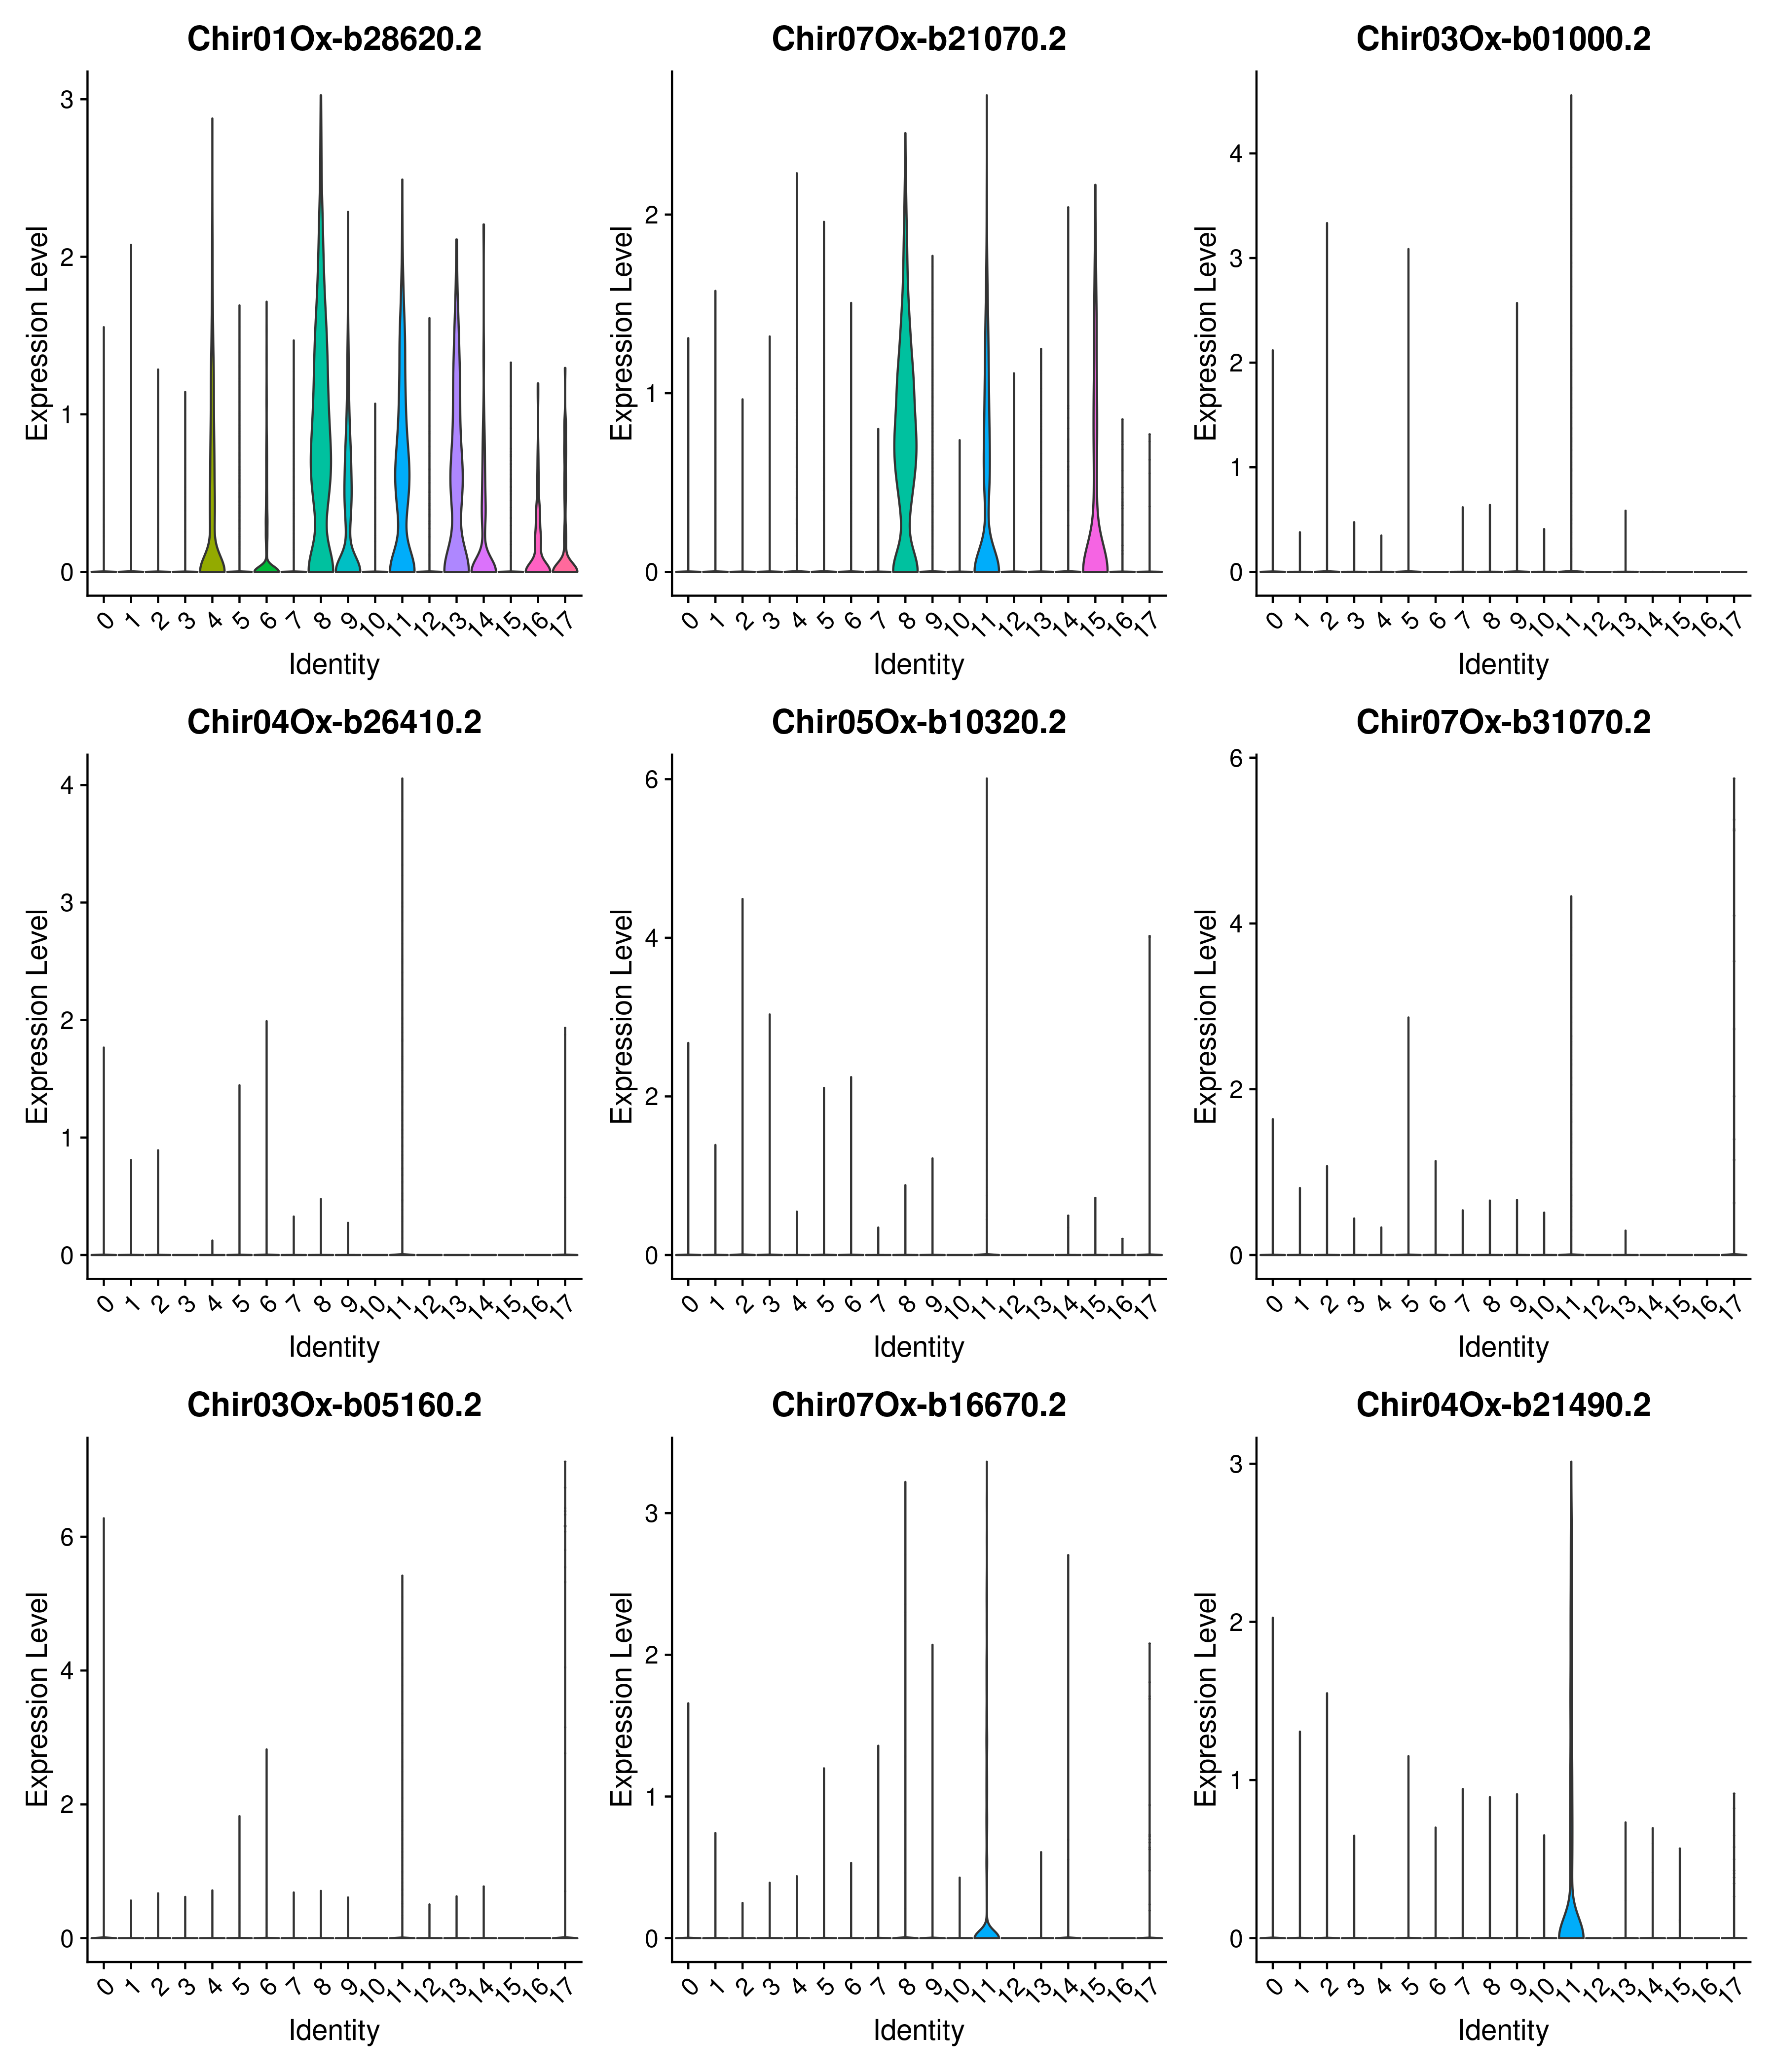 Chir01Ox-b28620.2
Chir07Ox-b21070.2
Chir03Ox-b01000.2
Expression Level
3
2
1
0
0 1 2 3 4 5 6 7 8 9 10 11 12 13 14 15 16 17
Identity
Expression Level
2
1
0
0 1 2 3 4 5 6 7 8 9 10 11 12 13 14 15 16 17
Identity
Expression Level
4
3
2
1
0
0 1 2 3 4 5 6 7 8 9 10 11 12 13 14 15 16 17
Identity
Chir04Ox-b26410.2
Chir05Ox-b10320.2
Chir07Ox-b31070.2
Expression Level
4
3
2
1
0
0 1 2 3 4 5 6 7 8 9 10 11 12 13 14 15 16 17
Identity
Expression Level
6
4
2
0
0 1 2 3 4 5 6 7 8 9 10 11 12 13 14 15 16 17
Identity
Expression Level
6
4
2
0
0 1 2 3 4 5 6 7 8 9 10 11 12 13 14 15 16 17
Identity
Chir03Ox-b05160.2
Chir07Ox-b16670.2
Chir04Ox-b21490.2
Expression Level
6
4
2
0
0 1 2 3 4 5 6 7 8 9 10 11 12 13 14 15 16 17
Identity
Expression Level
3
2
1
0
0 1 2 3 4 5 6 7 8 9 10 11 12 13 14 15 16 17
Identity
Expression Level
3
2
1
0
0 1 2 3 4 5 6 7 8 9 10 11 12 13 14 15 16 17
Identity